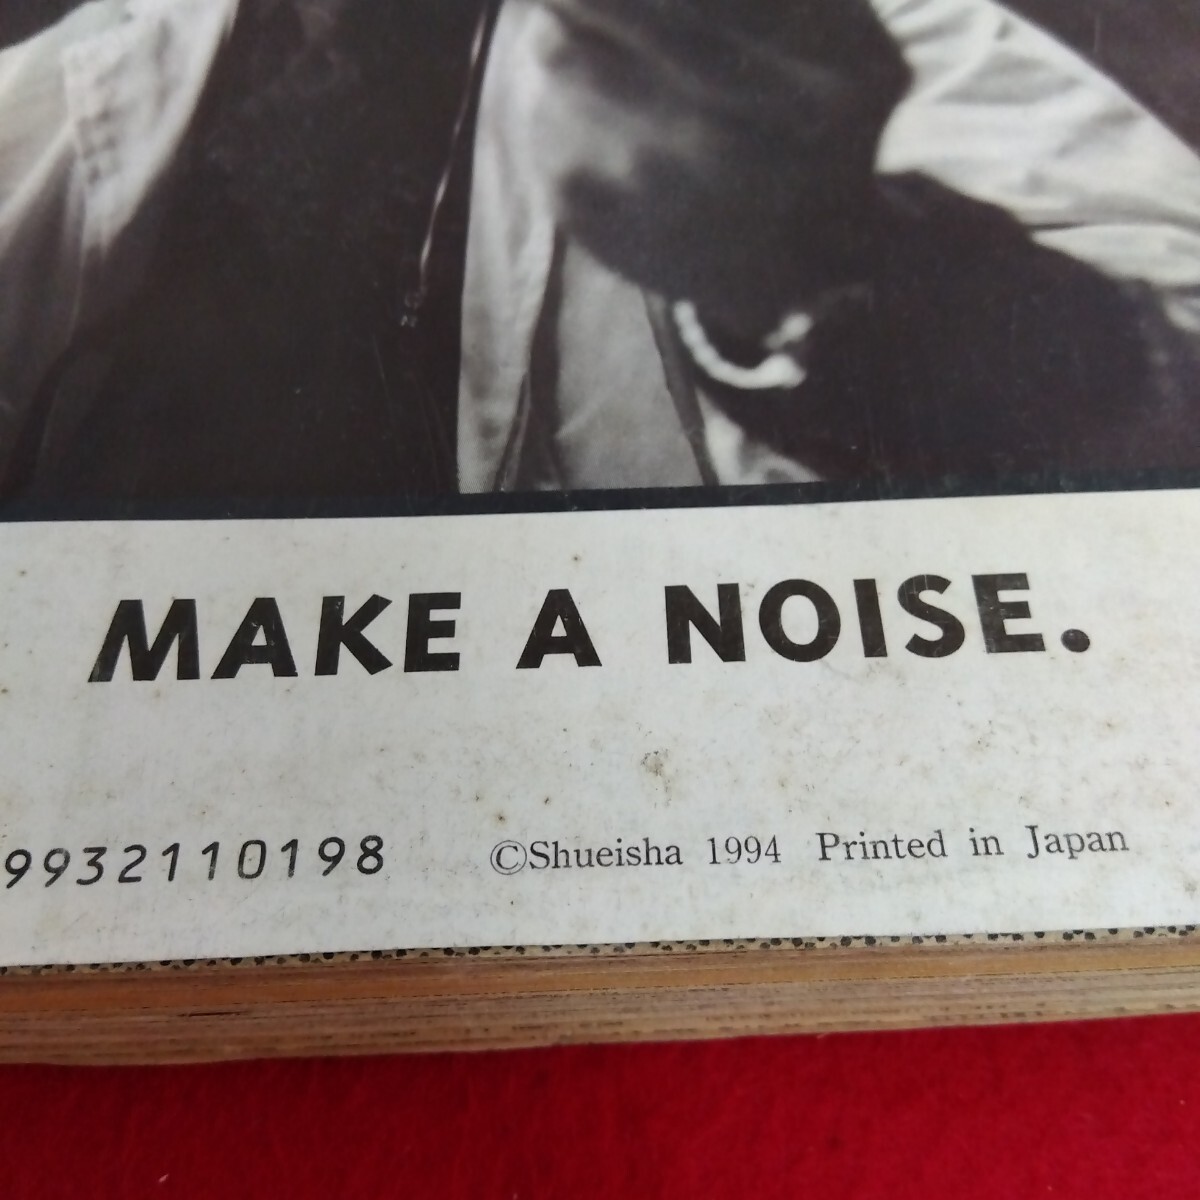 MAKE A NOISE.
9932110198 ©Shueisha 1994 Printed in Japan